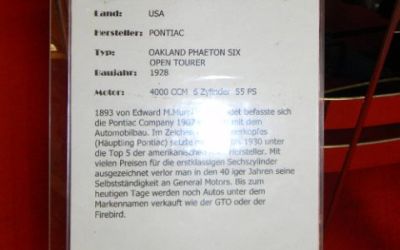 Land: USA
Hersteller: PONTIAC
Typ: OAKLAND PHAETON SIX
OPEN TOURER
Baujahr: 1928
Motor: 4000 CCM 6 Zylinder 55 PS
1893 von Edward M.Mur befasste sich
die Pontiac Company 1907 mit dem
Automobilbau. Im Zeichen erkopfes
(Häuptling Pontiac) 1930 unter
die Top 5 der amerikanischen Hersteller. Mit
vielen Preisen für die erstklassigen Sechszylinder
ausgezeichnet verlor man in den 40 iger Jahren seine
Selbstständigkeit an General Motors. Bis zum
heutigen Tage werden noch Autos unter dem
Markennamen verkauft wie der GTO oder der
Firebird.